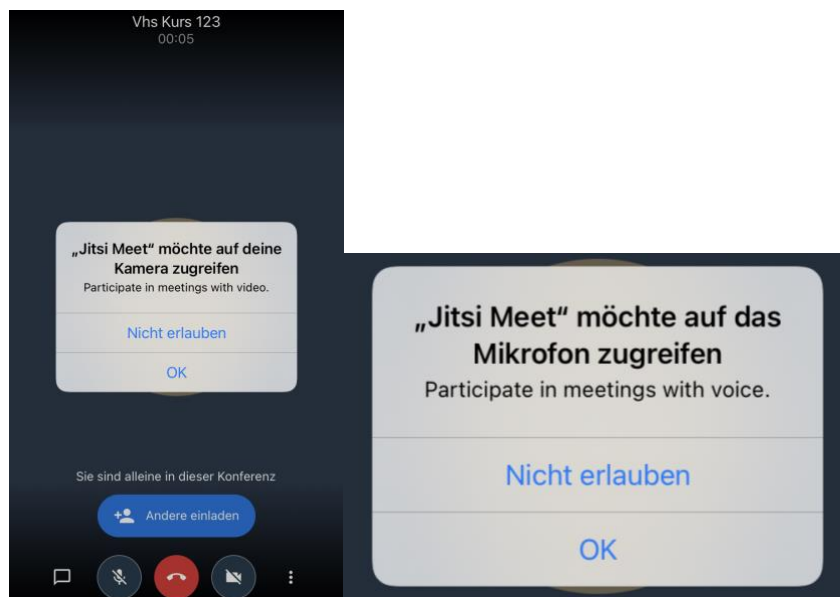 Vhs Kurs 123
00:05
„Jitsi Meet“ möchte auf deine
Kamera zugreifen
Participate in meetings with video.
Nicht erlauben
OK
Sie sind alleine in dieser Konferenz
Andere einladen
„Jitsi Meet“ möchte auf das
Mikrofon zugreifen
Participate in meetings with voice.
Nicht erlauben
OK